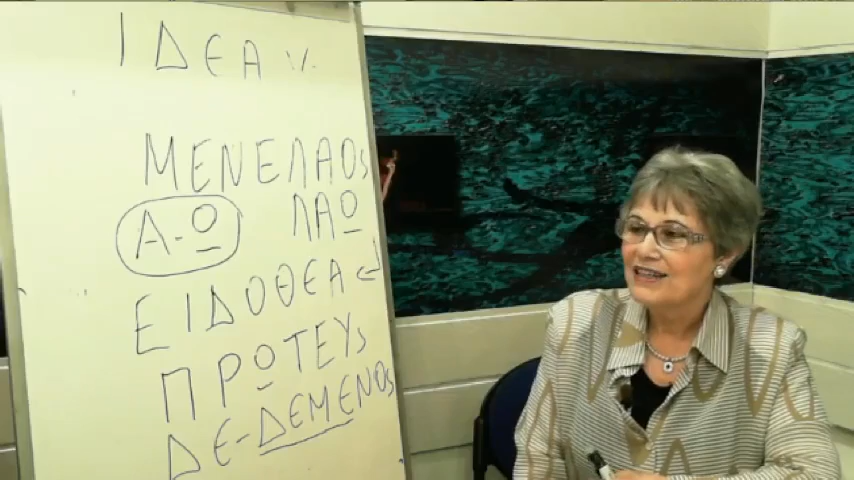 ΙΔΕΑ
ΜΕΝΕΛΑΟς
Α-Ω ΛΑΟ
ΕΙΔΟΘΕΑ
ΠΡΩΤΕΥς
ΔΕ-ΔΕΜΕΝΟς